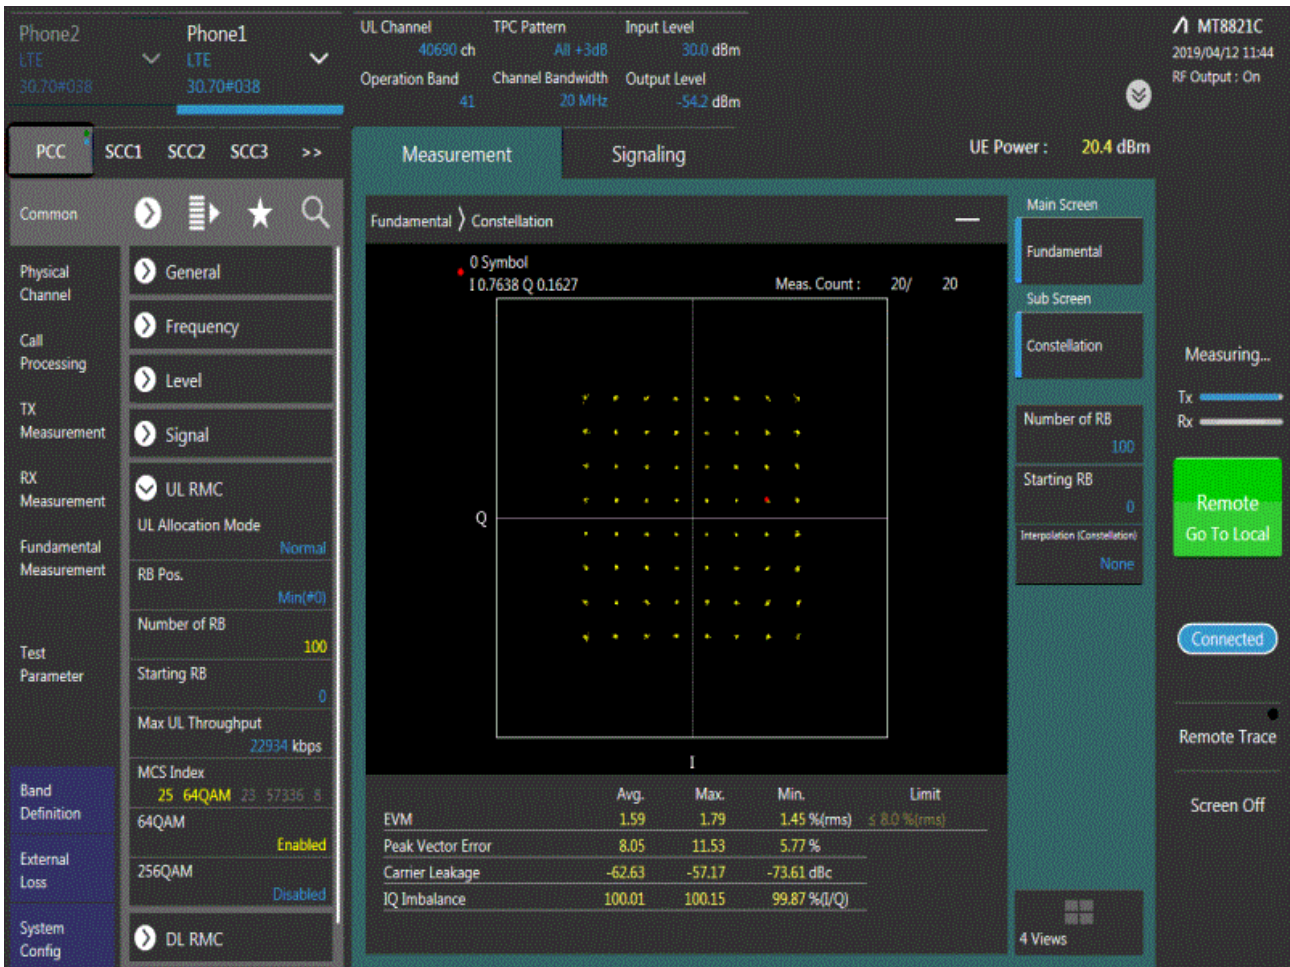 Phone2
LTE
30.70#038
Phone1
LTE
30.70#038
UL Channel
40690 ch
TPC Pattern
All +3dB
Input Level
30.0 dBm
Operation Band
41
Channel Bandwidth
20 MHz
Output Level
-54.2 dBm
MT8821C
2019/04/12 11:44
RF Output : On
PCC SCC1 SCC2 SCC3 >>
Measurement
Signaling
UE Power : 20.4 dBm
Common
Physical
Channel
Call
Processing
TX
Measurement
RX
Measurement
Fundamental
Measurement
Test
Parameter
Band
Definition
External
Loss
System
Config
General
Frequency
Level
Signal
UL RMC
UL Allocation Mode
Normal
RB Pos.
Min(#0)
Number of RB
100
Starting RB
0
Max UL Throughput
22934 kbps
MCS Index
25 64QAM 23 57336 8
64QAM
Enabled
256QAM
Disabled
DL RMC
Fundamental 〉 Constellation
0 Symbol
I 0.7638 Q 0.1627
Meas. Count : 20/ 20
Q
I
Avg. Max. Min. Limit
EVM 1.59 1.79 1.45 %(rms) ≤ 8.0 %(rms)
Peak Vector Error 8.05 11.53 5.77 %
Carrier Leakage -62.63 -57.17 -73.61 dBc
IQ Imbalance 100.01 100.15 99.87 %(I/Q)
Main Screen
Fundamental
Sub Screen
Constellation
Number of RB
100
Starting RB
0
Interpolation (Constellation)
None
4 Views
Measuring...
Tx
Rx
Remote
Go To Local
Connected
Remote Trace
Screen Off